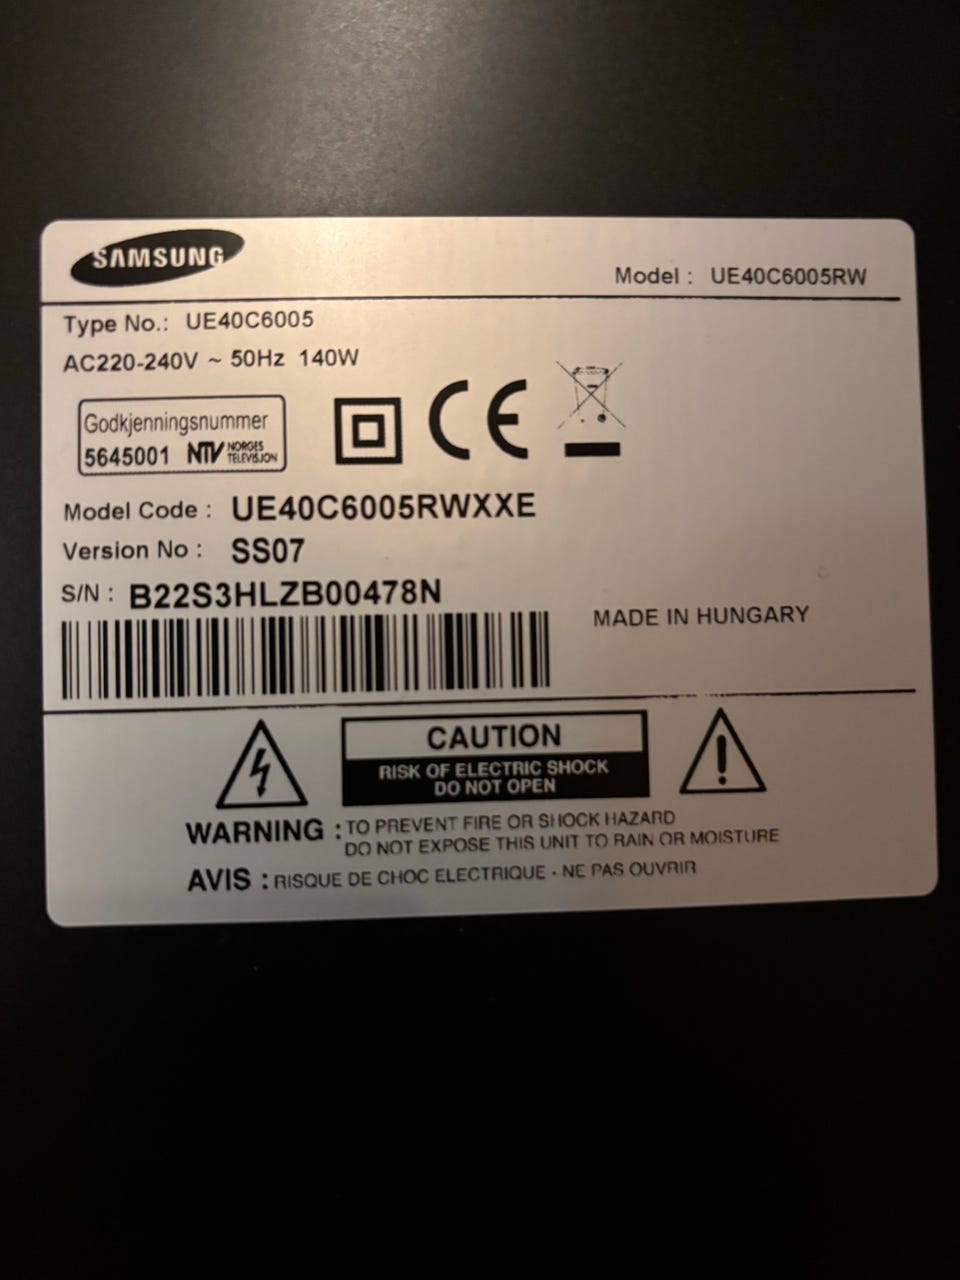 SAMSUNG
Model : UE40C6005RW
Type No.: UE40C6005
AC220-240V ~ 50Hz 140W
Godkjenningsnummer
5645001 NTV NORGES TELEVISJON
CE
Model Code : UE40C6005RWXXE
Version No : SS07
S/N : B22S3HLZB00478N
MADE IN HUNGARY
CAUTION
RISK OF ELECTRIC SHOCK
DO NOT OPEN
WARNING : TO PREVENT FIRE OR SHOCK HAZARD
DO NOT EXPOSE THIS UNIT TO RAIN OR MOISTURE
AVIS : RISQUE DE CHOC ELECTRIQUE - NE PAS OUVRIR